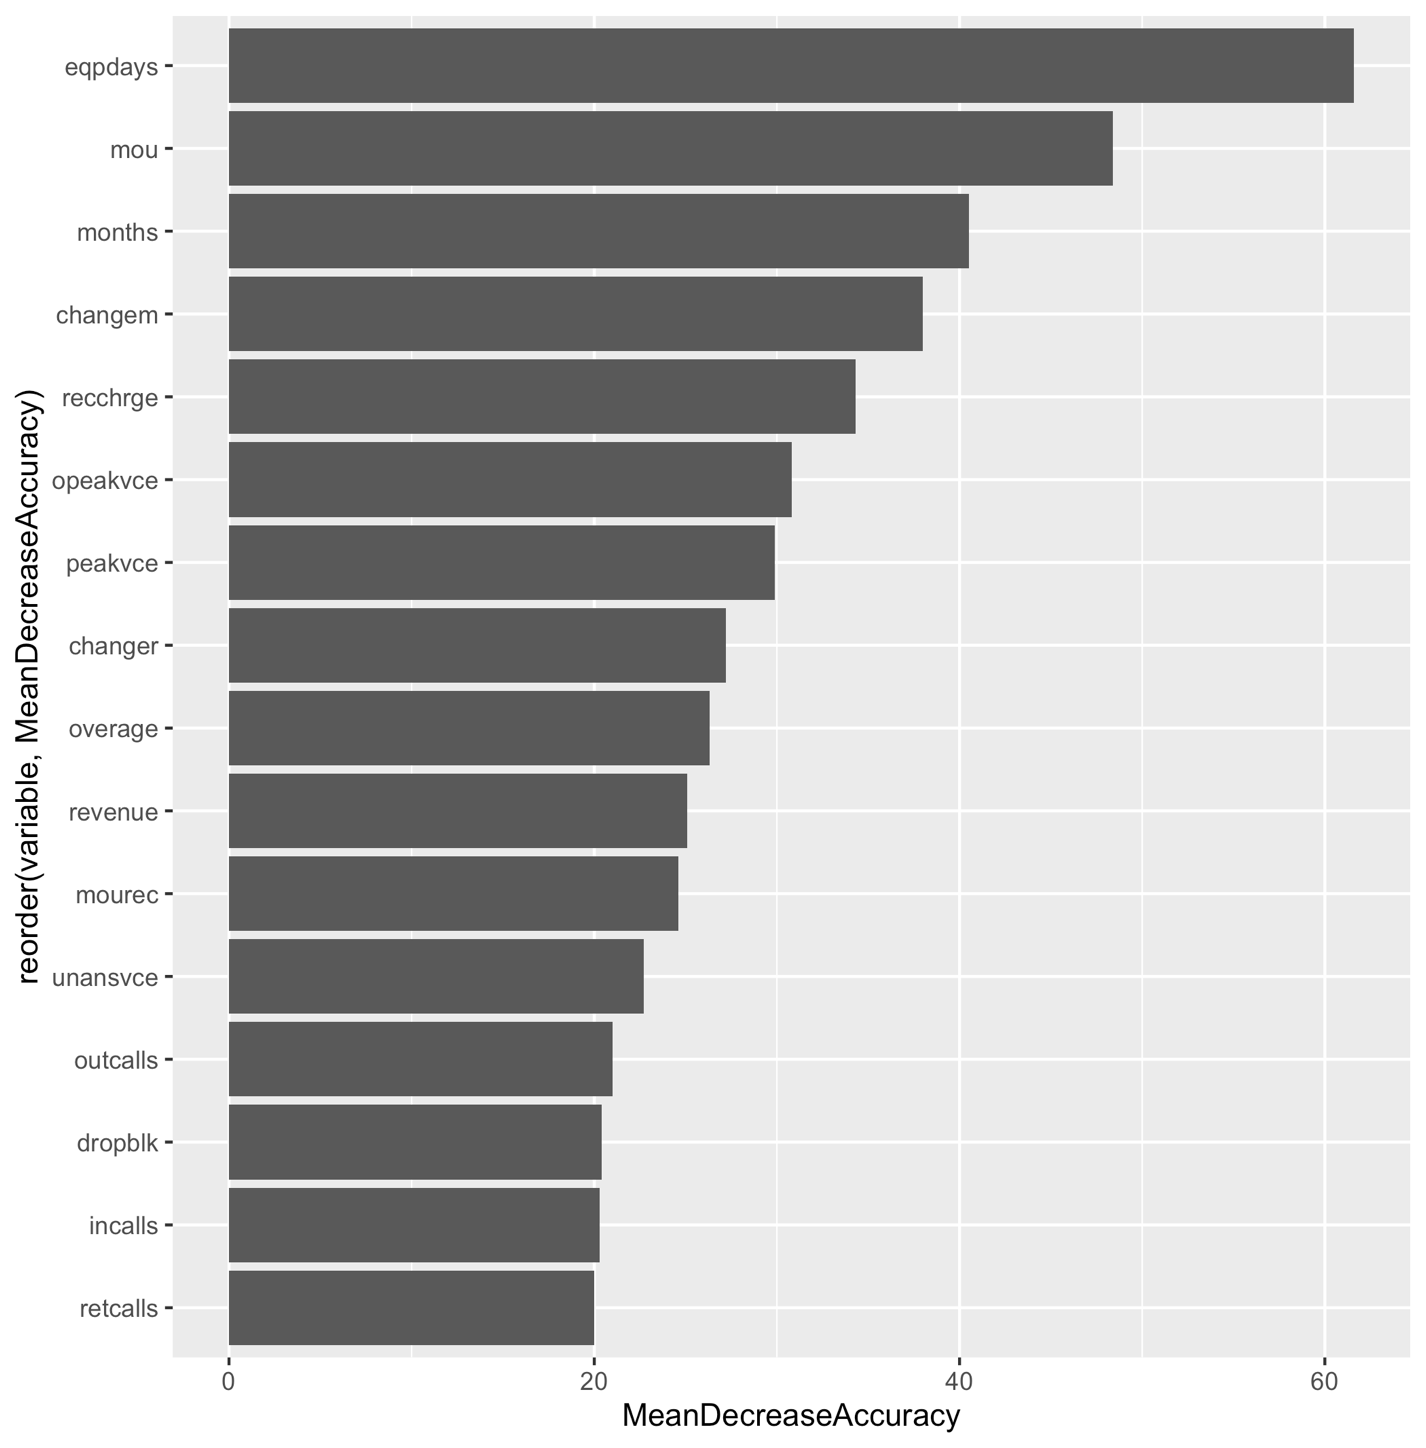 eqpdays
mou
months
changem
recchrge
opeakvce
peakvce
changer
overage
revenue
mourec
unansvce
outcalls
dropblk
incalls
retcalls
reorder(variable, MeanDecreaseAccuracy)
0 20 40 60
MeanDecreaseAccuracy